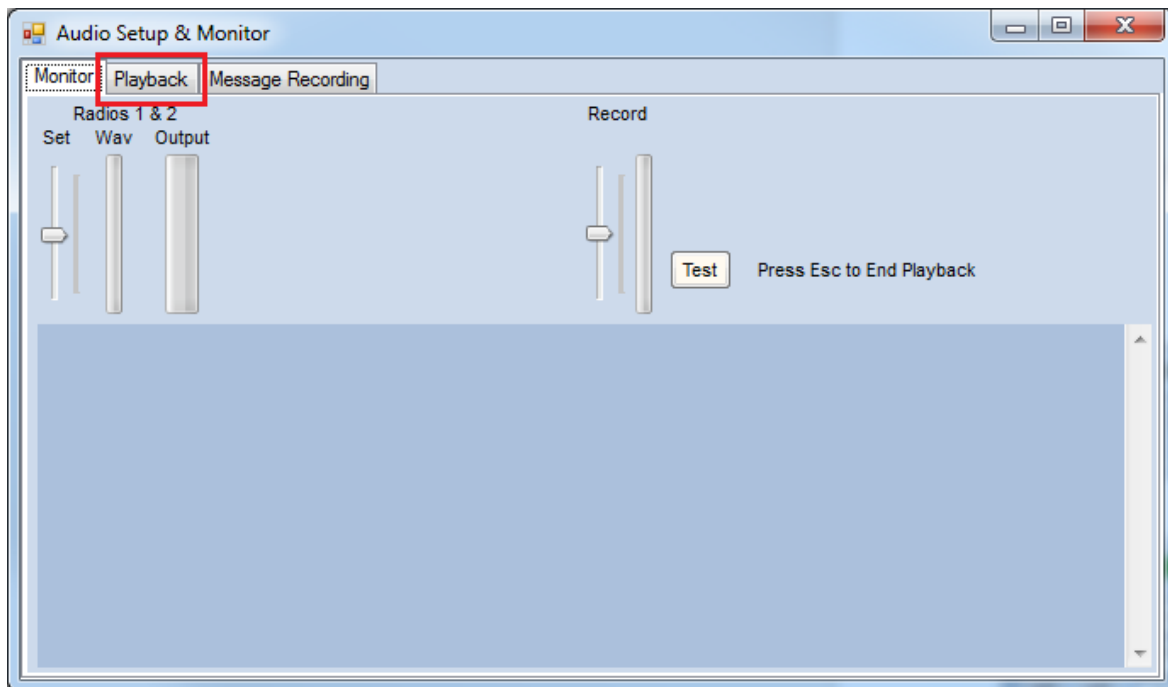 Audio Setup & Monitor
Monitor Playback Message Recording
Radios 1 & 2 Record
Set Wav Output
Test Press Esc to End Playback